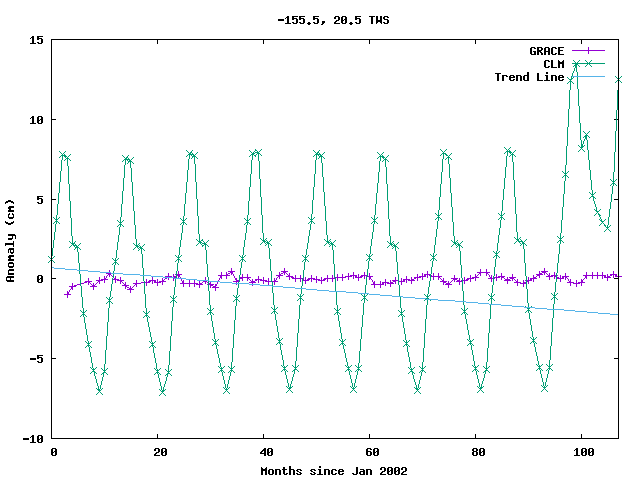 -155.5, 20.5 TWS
GRACE
CLM
Trend Line
15
10
5
0
-5
-10
Anomaly (cm)
0 20 40 60 80 100
Months since Jan 2002